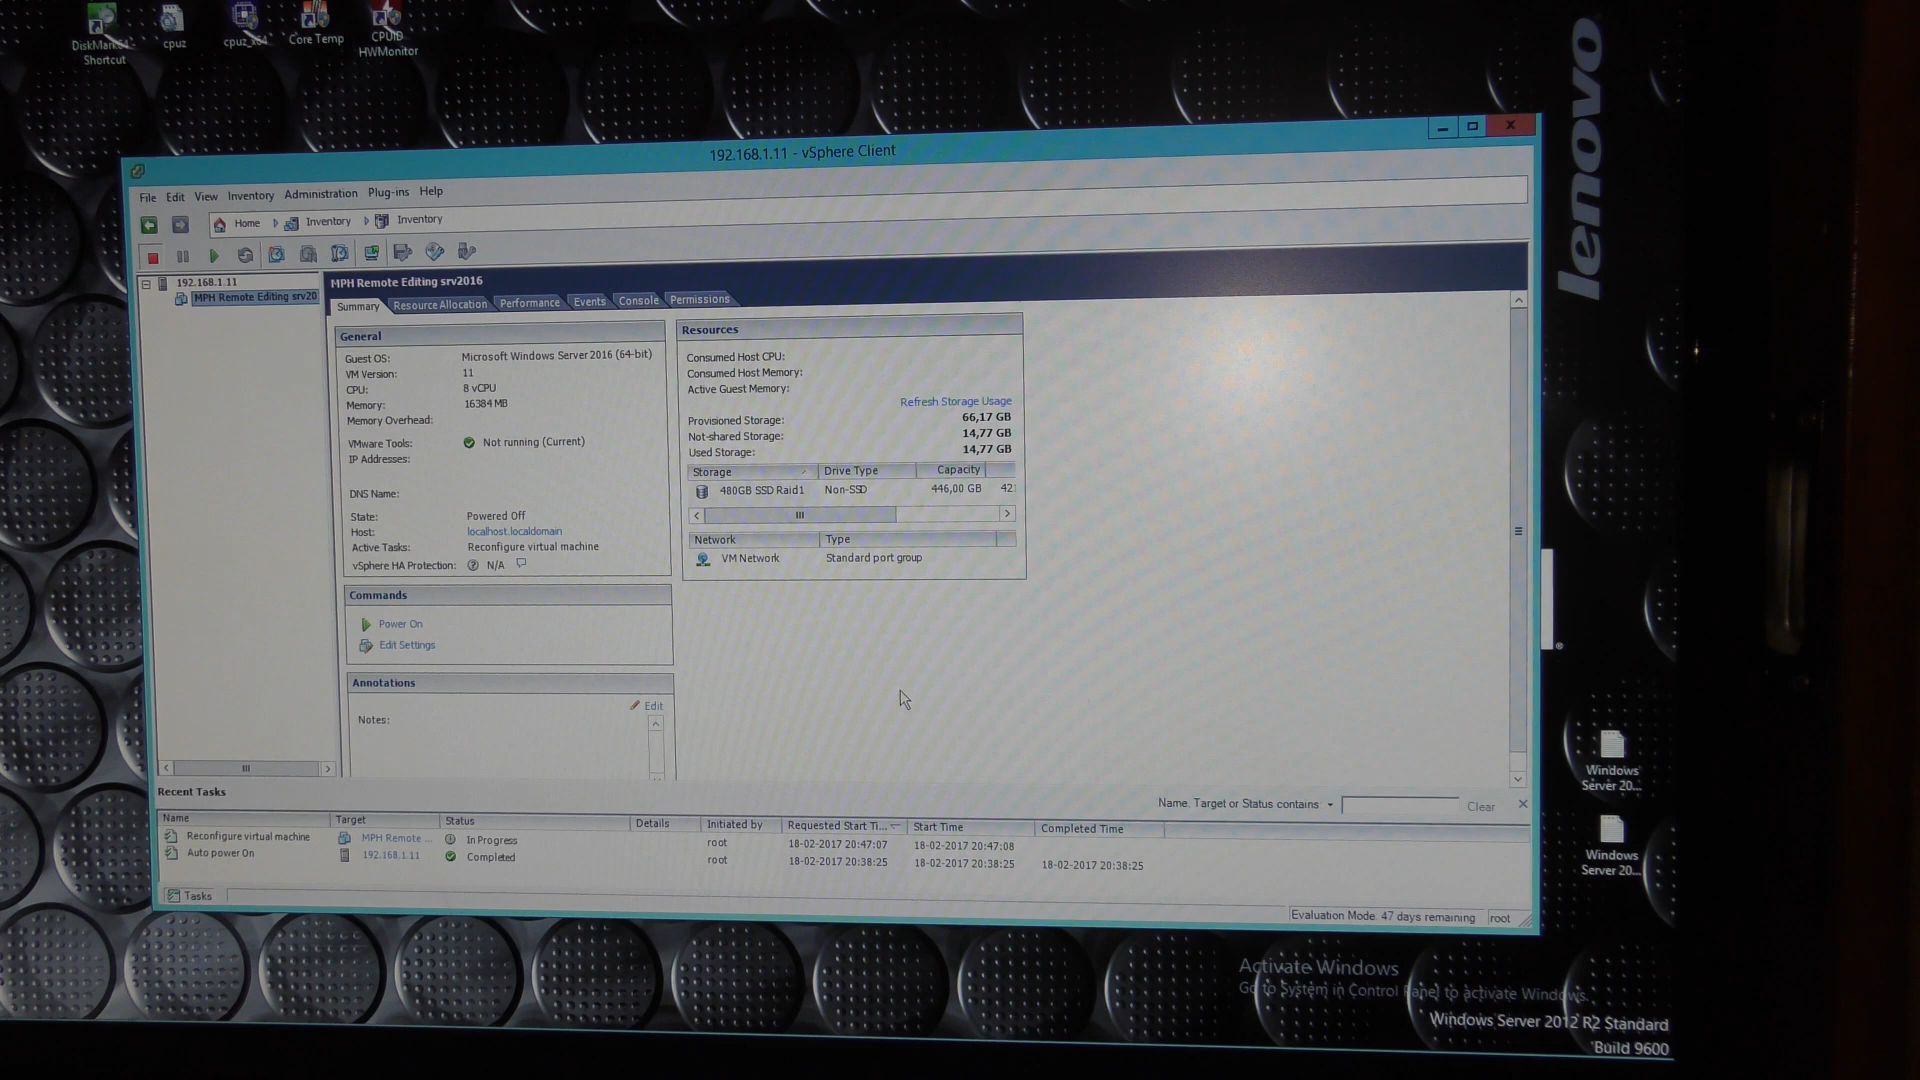 DiskMark64 -
Shortcut
cpuz
cpuz_x64
Core Temp
CPUID
HWMonitor
lenovo
192.168.1.11 - vSphere Client
File Edit View Inventory Administration Plug-ins Help
Home Inventory Inventory
192.168.1.11
MPH Remote Editing srv20
MPH Remote Editing srv2016
Summary Resource Allocation Performance Events Console Permissions
General
Guest OS: Microsoft Windows Server 2016 (64-bit)
VM Version: 11
CPU: 8 vCPU
Memory: 16384 MB
Memory Overhead:
VMware Tools: Not running (Current)
IP Addresses:
DNS Name:
State: Powered Off
Host: localhost.localdomain
Active Tasks: Reconfigure virtual machine
vSphere HA Protection: N/A
Commands
Power On
Edit Settings
Annotations
Edit
Notes:
Resources
Consumed Host CPU:
Consumed Host Memory:
Active Guest Memory:
Refresh Storage Usage
Provisioned Storage: 66,17 GB
Not-shared Storage: 14,77 GB
Used Storage: 14,77 GB
Storage Drive Type Capacity
480GB SSD Raid1 Non-SSD 446,00 GB 421
Network Type
VM Network Standard port group
Recent Tasks
Name, Target or Status contains Clear
Name Target Status Details Initiated by Requested Start Ti... Start Time Completed Time
Reconfigure virtual machine MPH Remote ... In Progress root 18-02-2017 20:47:07 18-02-2017 20:47:08
Auto power On 192.168.1.11 Completed root 18-02-2017 20:38:25 18-02-2017 20:38:25 18-02-2017 20:38:25
Tasks
Evaluation Mode: 47 days remaining root
Windows
Server 20...
Windows
Server 20...
Activate Windows
Go to System in Control Panel to activate Windows.
Windows Server 2012 R2 Standard
Build 9600